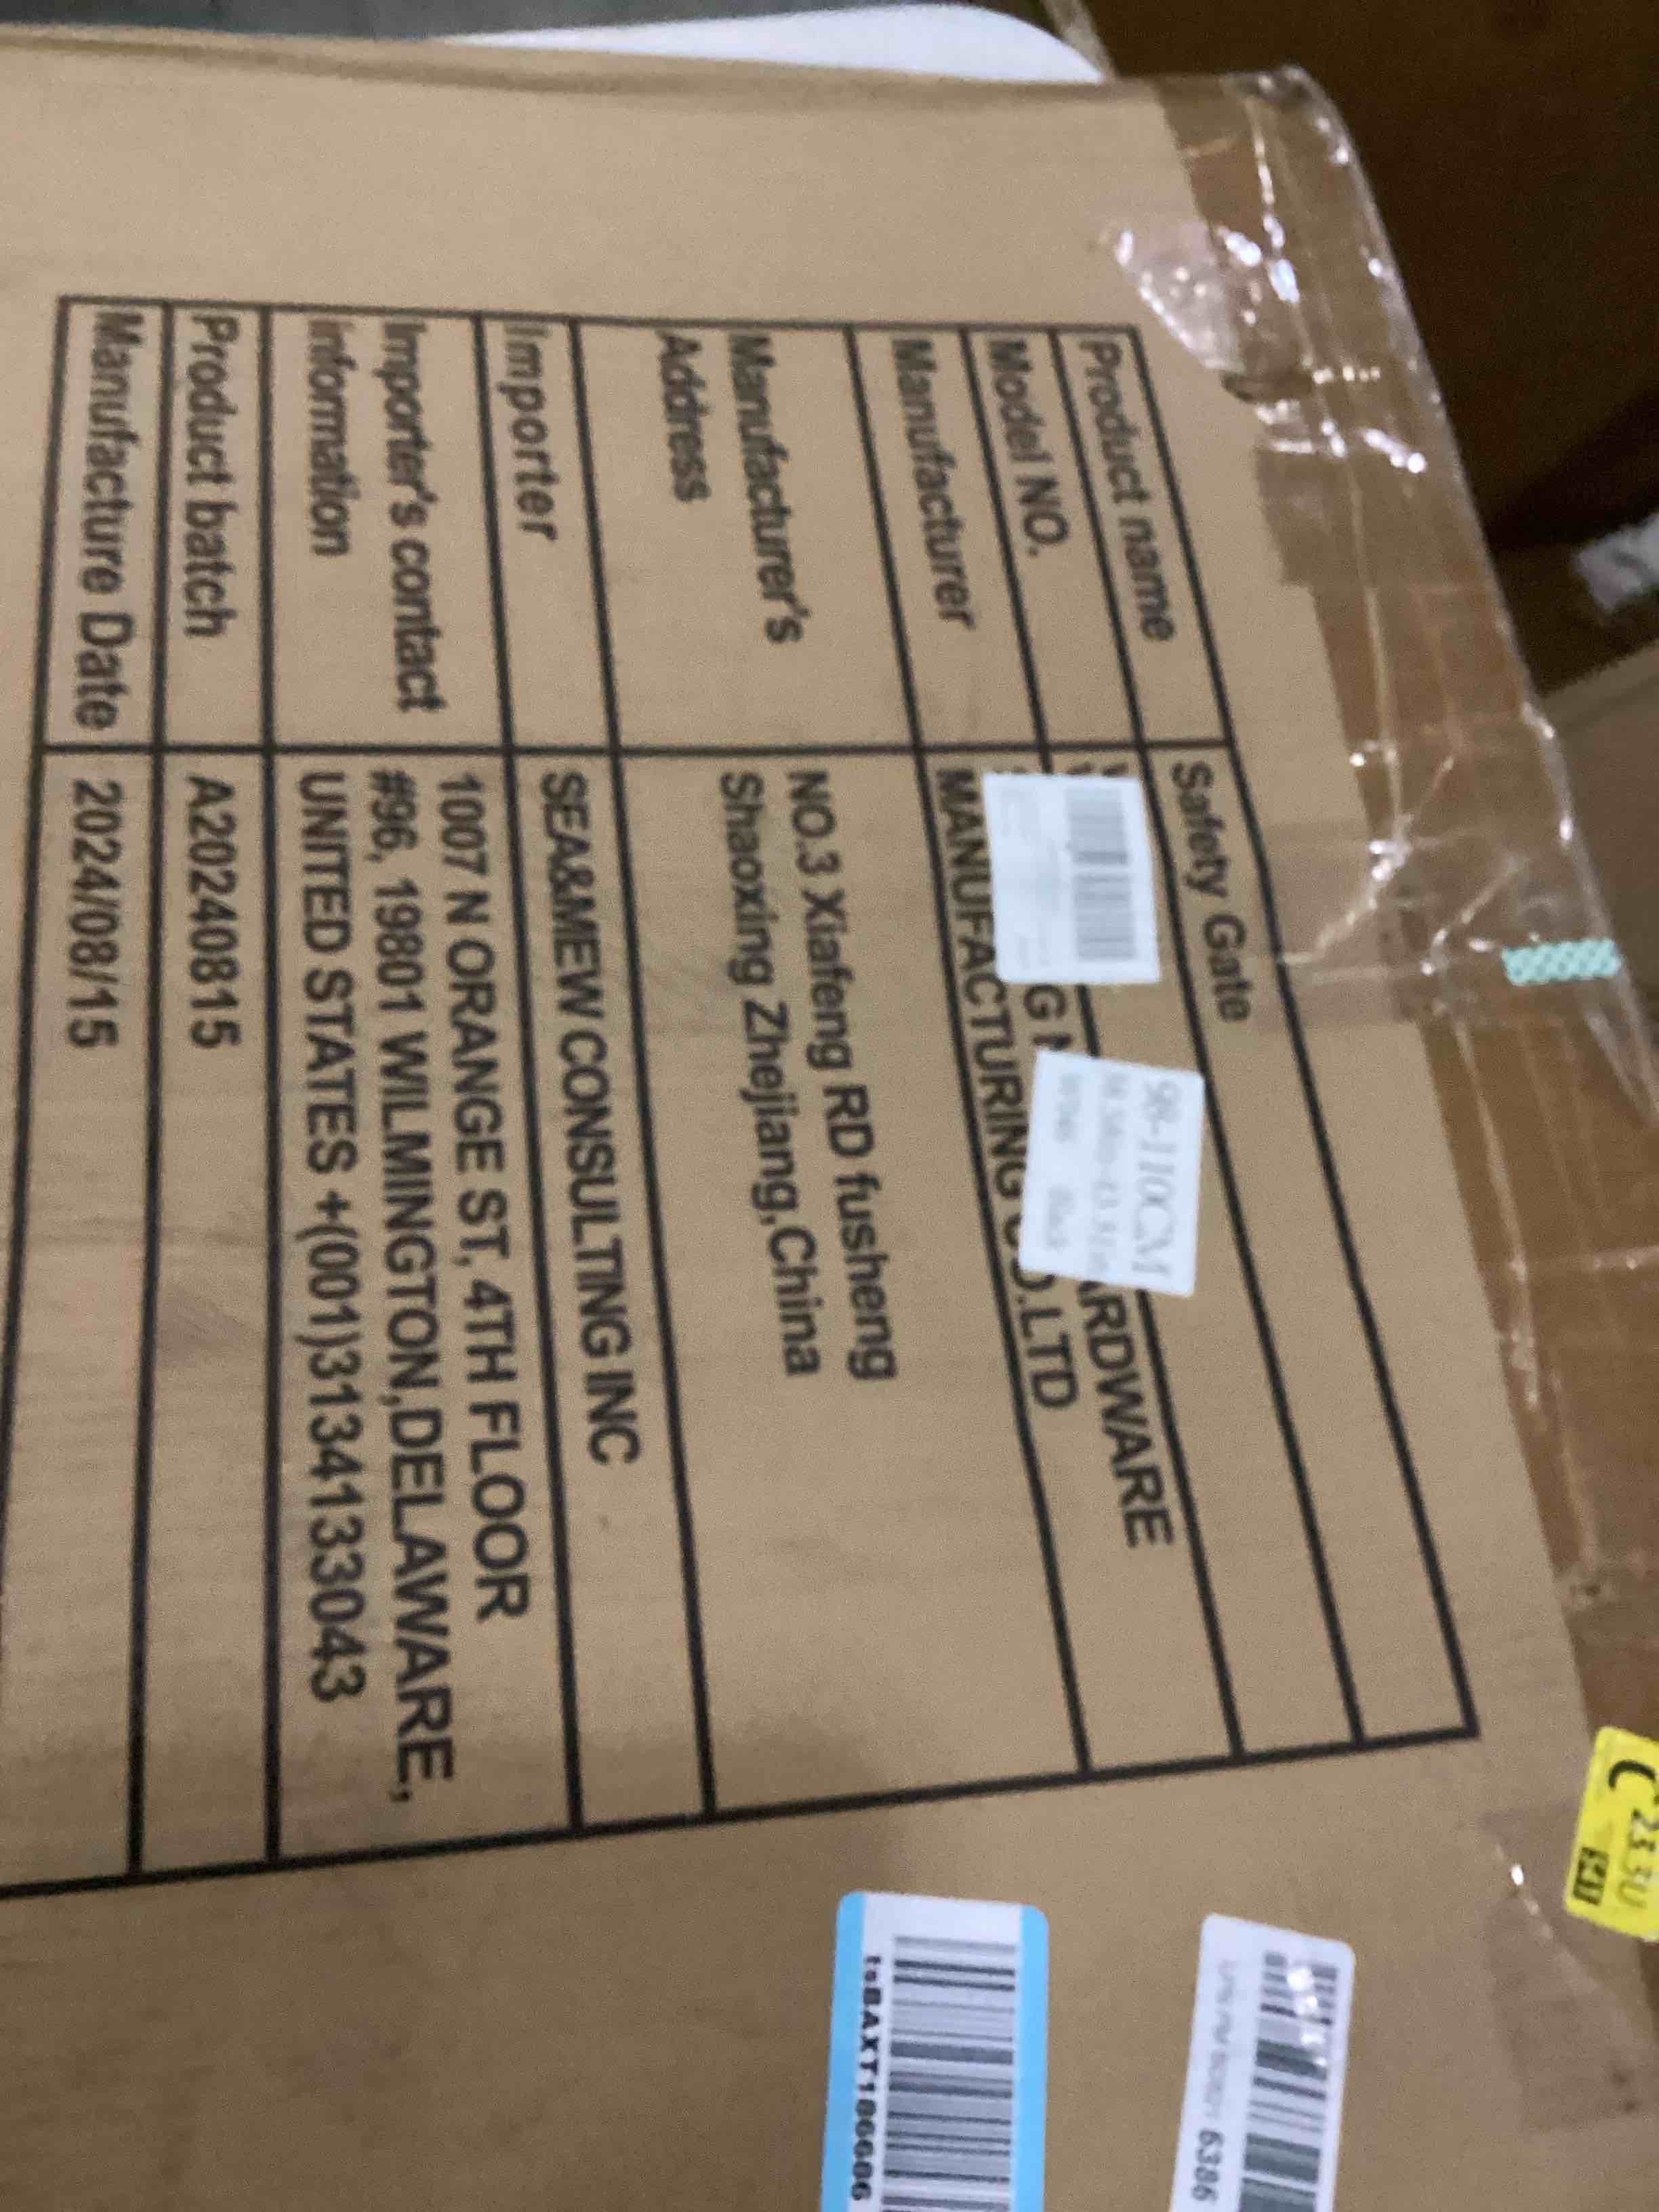 Product name
Safety Gate
Model NO.
Manufacturer
ARDWARE
MANUFACTURING CO.LTD
Manufacturer's
Address
NO.3 Xiafeng RD fusheng
Shaoxing Zhejiang,China
Importer
SEA&MEW CONSULTING INC
Importer's contact
information
1007 N ORANGE ST, 4TH FLOOR
#96, 19801 WILMINGTON,DELAWARE,
UNITED STATES +(001)3134133043
Product batch
A20240815
Manufacture Date
2024/08/15
98-110CM
6386